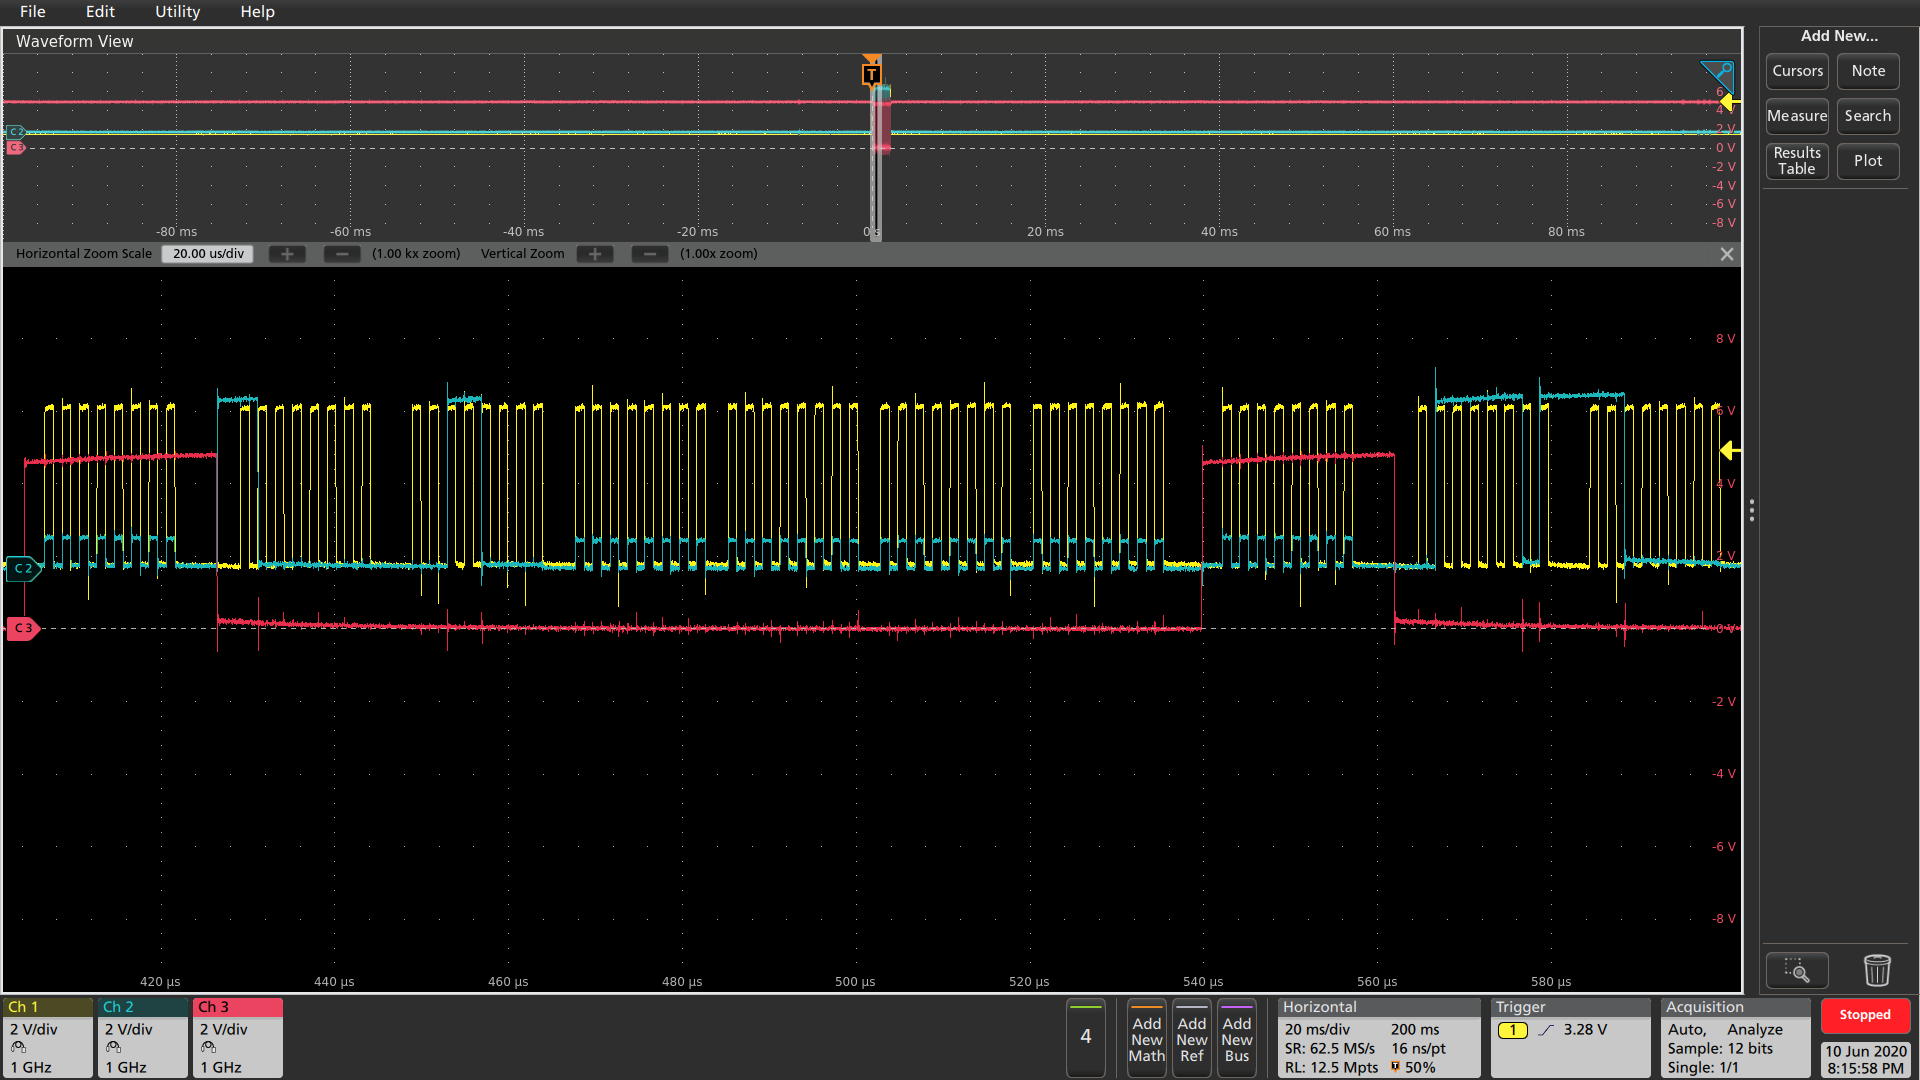 File Edit Utility Help
Waveform View
Add New...
Cursors Note
Measure Search
Results Table Plot
T
6
4 V
2 V
0 V
-2 V
-4 V
-6 V
-8 V
C 2
C 3
-80 ms -60 ms -40 ms -20 ms 0 s 20 ms 40 ms 60 ms 80 ms
Horizontal Zoom Scale 20.00 us/div + − (1.00 kx zoom) Vertical Zoom + − (1.00x zoom)
8 V
6 V
4 V
2 V
C 2
C 3
0 V
-2 V
-4 V
-6 V
-8 V
420 µs 440 µs 460 µs 480 µs 500 µs 520 µs 540 µs 560 µs 580 µs
Ch 1
2 V/div
1 GHz
Ch 2
2 V/div
1 GHz
Ch 3
2 V/div
1 GHz
4
Add New Math
Add New Ref
Add New Bus
Horizontal
20 ms/div 200 ms
SR: 62.5 MS/s 16 ns/pt
RL: 12.5 Mpts 50%
Trigger
1 3.28 V
Acquisition
Auto, Analyze
Sample: 12 bits
Single: 1/1
Stopped
10 Jun 2020
8:15:58 PM